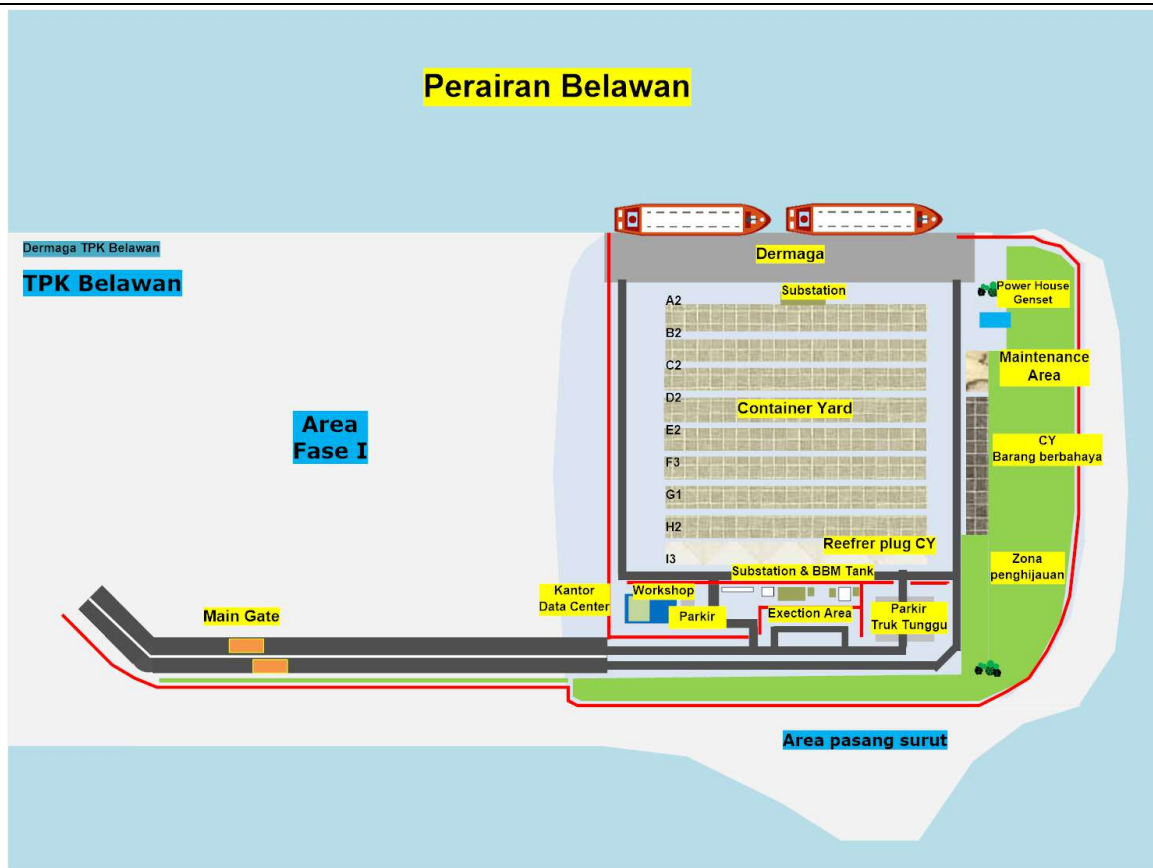 Perairan Belawan
Dermaga TPK Belawan
TPK Belawan
Dermaga
Substation
Power House
Genset
A2
B2
C2
D2
E2
F3
G1
H2
I3
Maintenance
Area
Container Yard
Area
Fase I
CY
Barang berbahaya
Reefrer plug CY
Zona
penghijauan
Substation & BBM Tank
Kantor
Data Center
Workshop
Parkir
Exection Area
Parkir
Truk Tunggu
Main Gate
Area pasang surut